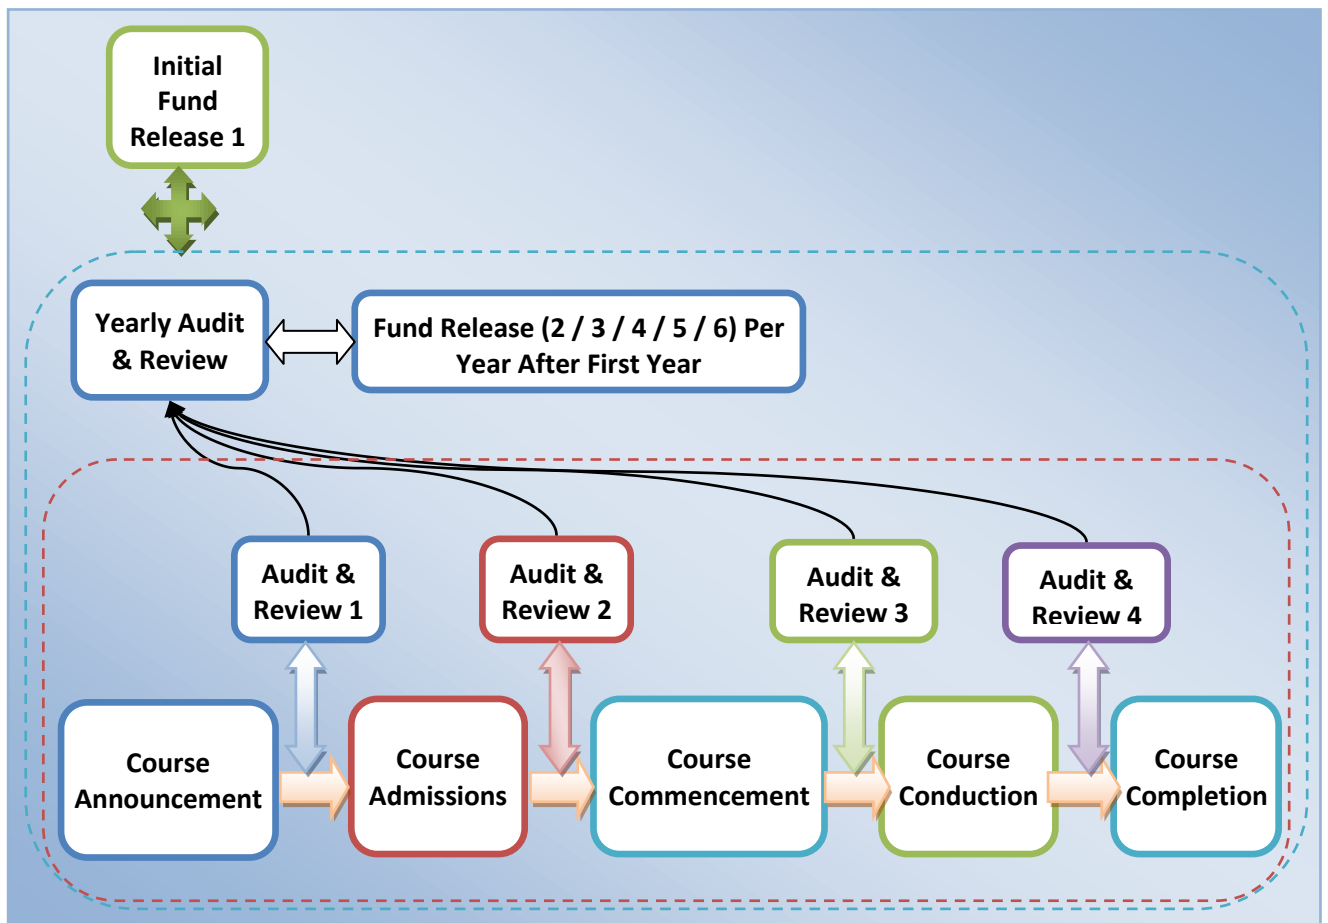 Initial
Fund
Release 1
Yearly Audit
& Review
Fund Release (2 / 3 / 4 / 5 / 6) Per
Year After First Year
Audit &
Review 1
Audit &
Review 2
Audit &
Review 3
Audit &
Review 4
Course
Announcement
Course
Admissions
Course
Commencement
Course
Conduction
Course
Completion